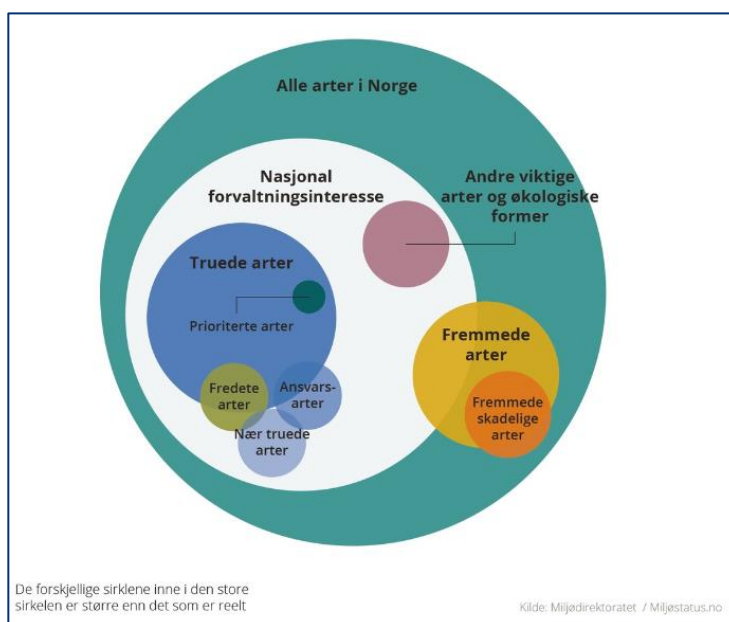 Alle arter i Norge
Nasjonal
forvaltningsinteresse
Andre viktige
arter og økologiske
former
Truede arter
Prioriterte arter
Fremmede
arter
Fredete
arter
Ansvars-
arter
Fremmede
skadelige
arter
Nær truede
arter
De forskjellige sirklene inne i den store
sirkelen er større enn det som er reelt
Kilde: Miljødirektoratet / Miljøstatus.no